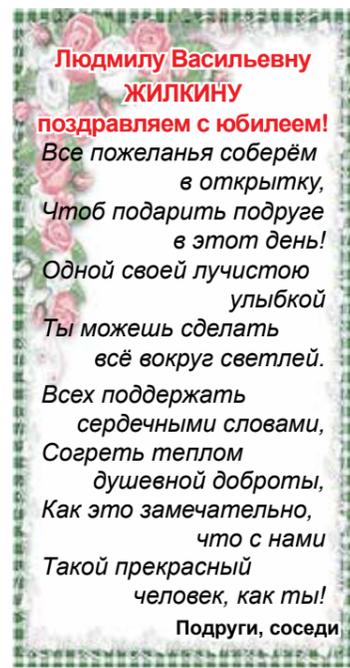 Людмилу Васильевну
ЖИЛКИНУ
поздравляем с юбилеем!
Все пожеланья соберём
в открытку,
Чтоб подарить подруге
в этот день!
Одной своей лучистою
улыбкой
Ты можешь сделать
всё вокруг светлей.
Всех поддержать
сердечными словами,
Согреть теплом
душевной доброты,
Как это замечательно,
что с нами
Такой прекрасный
человек, как ты!
Подруги, соседи